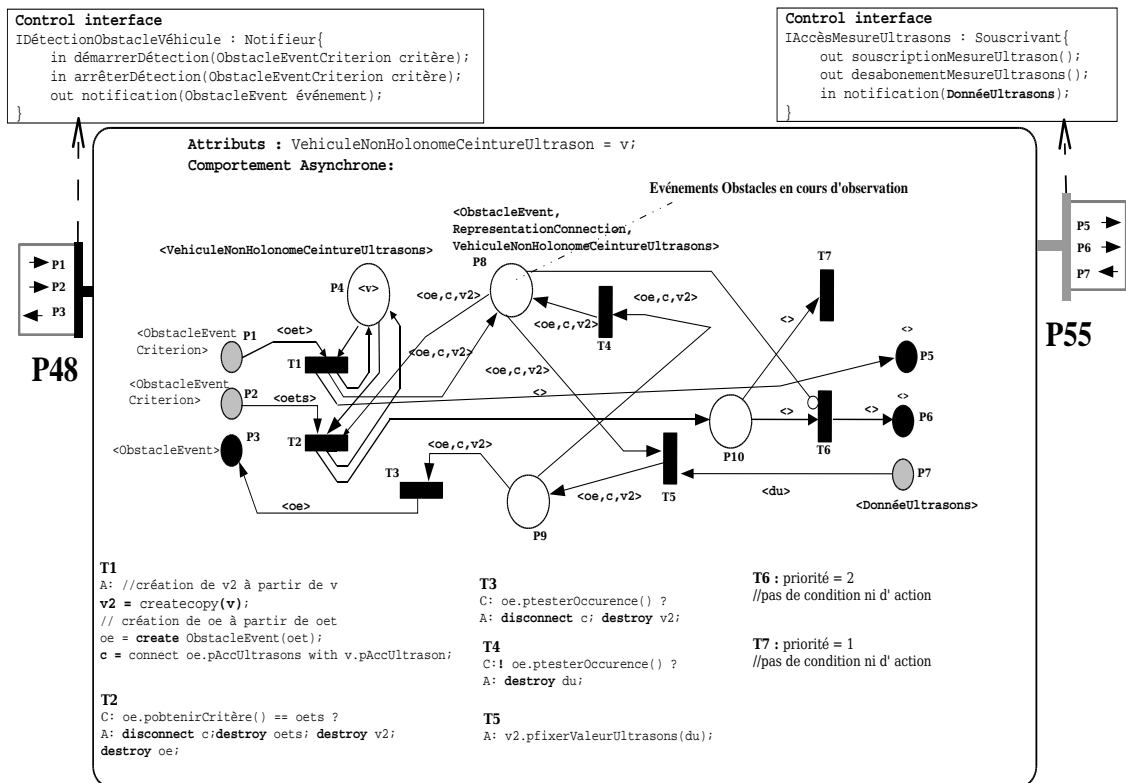 Control interface
IDétectionObstacleVéhicule : Notifieur{
in démarrerDétection(ObstacleEventCriterion critère);
in arrêterDétection(ObstacleEventCriterion critère);
out notification(ObstacleEvent événement);
}
Control interface
IAccèsMesureUltrasons : Souscrivant{
out souscriptionMesureUltrason();
out desabonementMesureUltrasons();
in notification(DonnéeUltrasons);
}
Attributs : VehiculeNonHolonomeCeintureUltrason = v;
Comportement Asynchrone:
Evénements Obstacles en cours d'observation
<ObstacleEvent,
RepresentationConnection,
VehiculeNonHolonomeCeintureUltrasons>
<VehiculeNonHolonomeCeintureUltrasons>
P8
T7
P4
<v>
<oe,c,v2>
<oe,c,v2>
<oe,c,v2>
T4
P1
P2
P3
P48
P5
P6
P7
P55
<ObstacleEvent
Criterion>
P1
<oet>
T1
<oe,c,v2>
<oe,c,v2>
<>
<>
<>
P5
<ObstacleEvent
Criterion>
P2
<oets>
T2
P10
<>
T6
<>
<>
P6
<ObstacleEvent>
P3
<oe>
T3
<oe,c,v2>
P9
<oe,c,v2>
T5
<du>
P7
<DonnéeUltrasons>
T1
A: //création de v2 à partir de v
v2 = createcopy(v);
// création de oe à partir de oet
oe = create ObstacleEvent(oet);
c = connect oe.pAccUltrasons with v.pAccUltrason;
T2
C: oe.pobtenirCritère() == oets ?
A: disconnect c;destroy oets; destroy v2;
destroy oe;
T3
C: oe.ptesterOccurence() ?
A: disconnect c; destroy v2;
T4
C:! oe.ptesterOccurence() ?
A: destroy du;
T5
A: v2.pfixerValeurUltrasons(du);
T6 : priorité = 2
//pas de condition ni d' action
T7 : priorité = 1
//pas de condition ni d' action